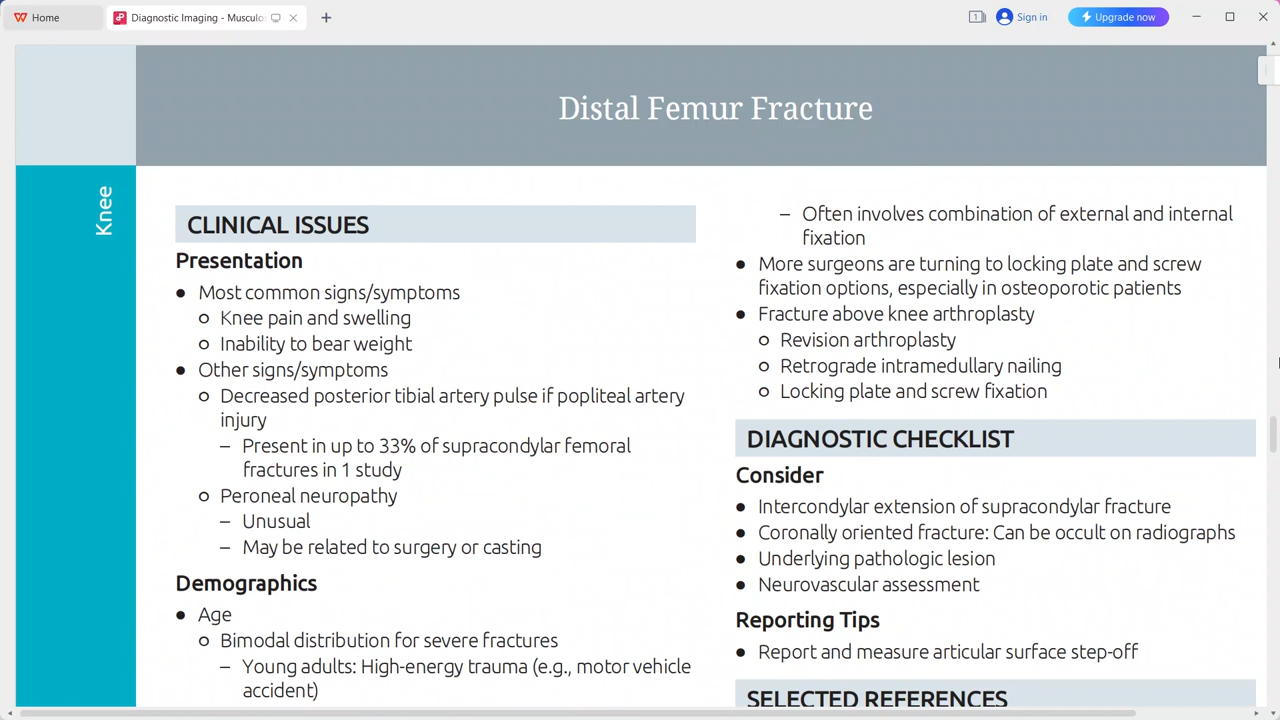 Home
Diagnostic Imaging - Musculos
Sign in
Upgrade now
Distal Femur Fracture
Knee
CLINICAL ISSUES
Presentation
● Most common signs/symptoms
○ Knee pain and swelling
○ Inability to bear weight
● Other signs/symptoms
○ Decreased posterior tibial artery pulse if popliteal artery
injury
– Present in up to 33% of supracondylar femoral
fractures in 1 study
○ Peroneal neuropathy
– Unusual
– May be related to surgery or casting
Demographics
● Age
○ Bimodal distribution for severe fractures
– Young adults: High-energy trauma (e.g., motor vehicle
accident)
– Often involves combination of external and internal
fixation
● More surgeons are turning to locking plate and screw
fixation options, especially in osteoporotic patients
● Fracture above knee arthroplasty
○ Revision arthroplasty
○ Retrograde intramedullary nailing
○ Locking plate and screw fixation
DIAGNOSTIC CHECKLIST
Consider
● Intercondylar extension of supracondylar fracture
● Coronally oriented fracture: Can be occult on radiographs
● Underlying pathologic lesion
● Neurovascular assessment
Reporting Tips
● Report and measure articular surface step-off
SELECTED REFERENCES